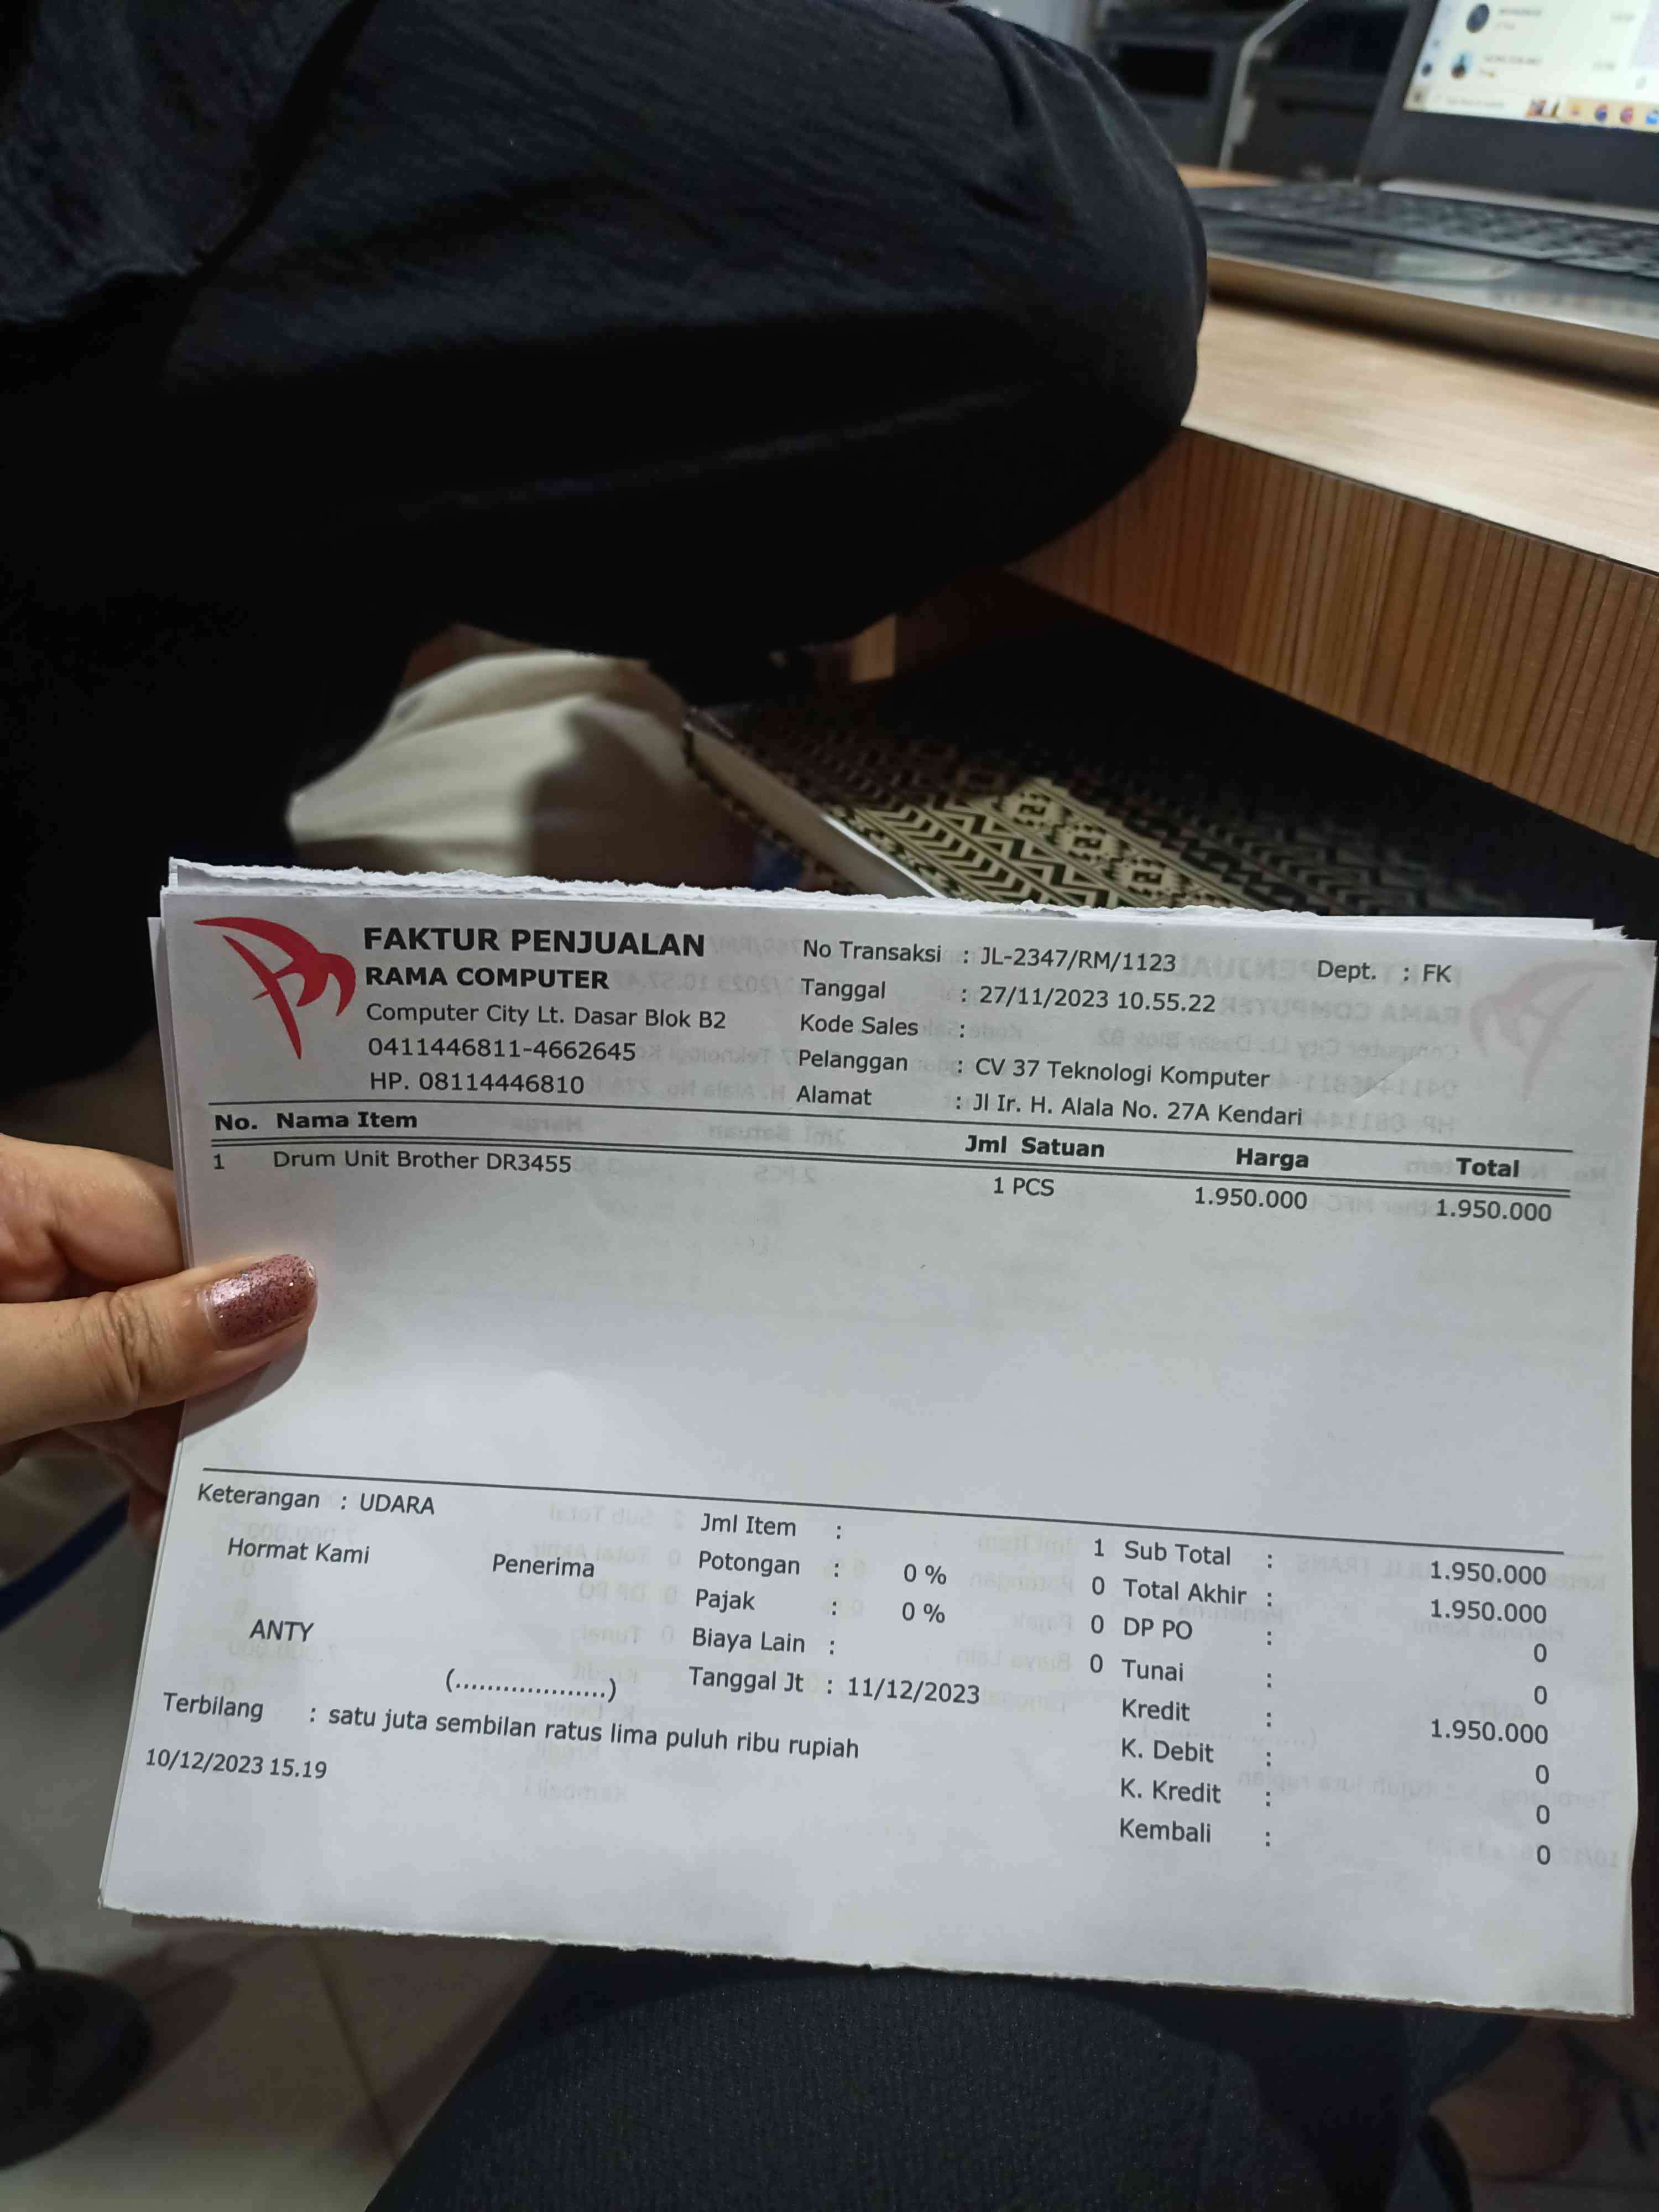 FAKTUR PENJUALAN
RAMA COMPUTER
Computer City Lt. Dasar Blok B2
0411446811-4662645
HP. 08114446810
No Transaksi : JL-2347/RM/1123 Dept. : FK
Tanggal : 27/11/2023 10.55.22
Kode Sales :
Pelanggan : CV 37 Teknologi Komputer
Alamat : Jl Ir. H. Alala No. 27A Kendari
No. Nama Item Jml Satuan Harga Total
1 Drum Unit Brother DR3455 1 PCS 1.950.000 1.950.000
Keterangan : UDARA
Hormat Kami Penerima
ANTY
(...................)
Jml Item : 1
Potongan : 0 % 0
Pajak : 0 % 0
Biaya Lain : 0
Tanggal Jt : 11/12/2023
Sub Total : 1.950.000
Total Akhir : 1.950.000
DP PO : 0
Tunai : 0
Kredit : 1.950.000
K. Debit : 0
K. Kredit : 0
Kembali : 0
Terbilang : satu juta sembilan ratus lima puluh ribu rupiah
10/12/2023 15.19